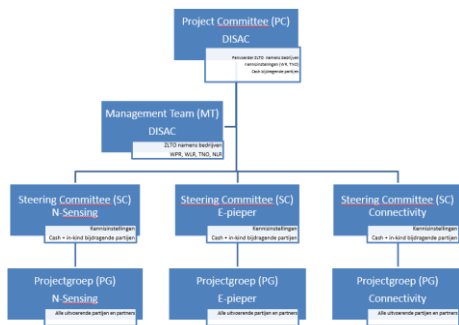 Project Committee (PC)
DISAC
Penvoerder ZLTO namens bedrijven
Kennisinstellingen (WR, TNO)
Cash bijdragende partijen
Management Team (MT)
DISAC
ZLTO namens bedrijven
WPR, WLR, TNO, NLR
Steering Committee (SC)
N-Sensing
Kennisinstellingen
Cash + in-kind bijdragende partijen
Steering Committee (SC)
E-pieper
Kennisinstellingen
Cash + in-kind bijdragende partijen
Steering Committee (SC)
Connectivity
Kennisinstellingen
Cash + in-kind bijdragende partijen
Projectgroep (PG)
N-Sensing
Alle uitvoerende partijen en partners
Projectgroep (PG)
E-pieper
Alle uitvoerende partijen en partners
Projectgroep (PG)
Connectivity
Alle uitvoerende partijen en partners